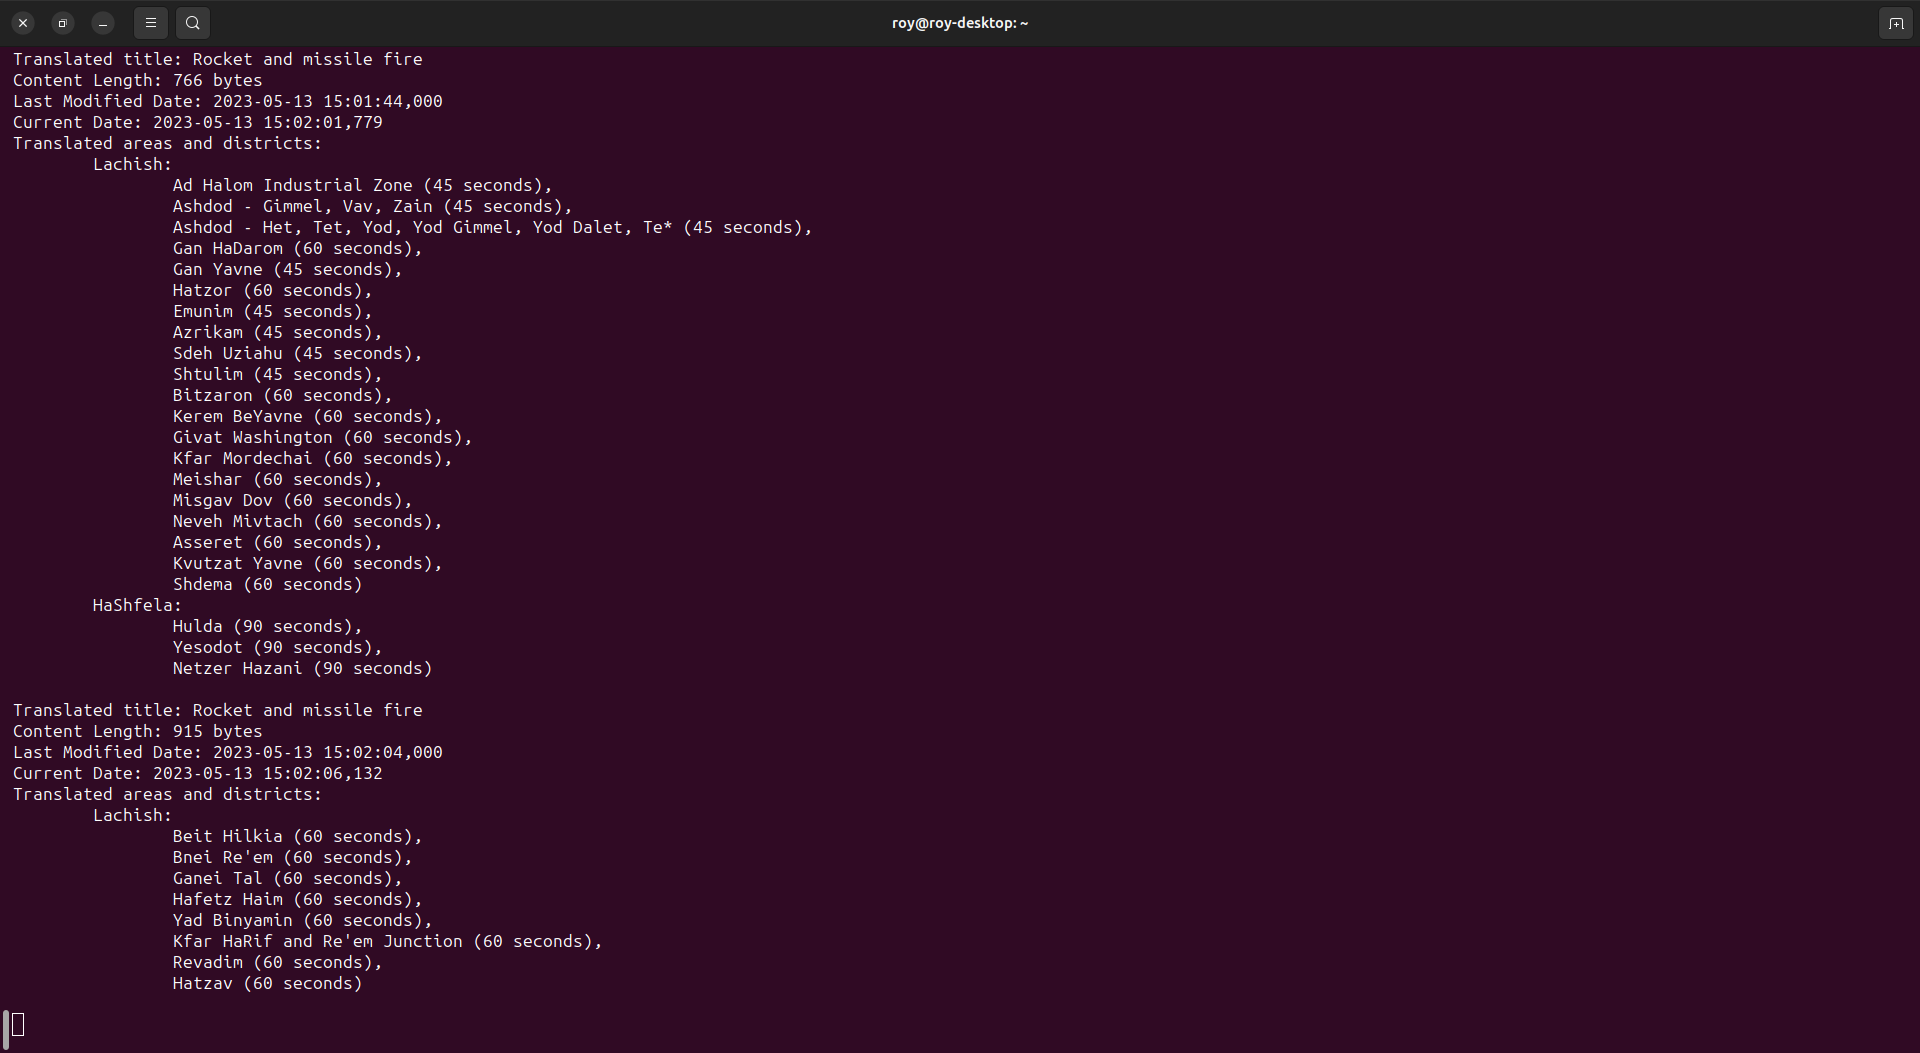 roy@roy-desktop: ~
Translated title: Rocket and missile fire
Content Length: 766 bytes
Last Modified Date: 2023-05-13 15:01:44,000
Current Date: 2023-05-13 15:02:01,779
Translated areas and districts:
Lachish:
Ad Halom Industrial Zone (45 seconds),
Ashdod - Gimmel, Vav, Zain (45 seconds),
Ashdod - Het, Tet, Yod, Yod Gimmel, Yod Dalet, Te* (45 seconds),
Gan HaDarom (60 seconds),
Gan Yavne (45 seconds),
Hatzor (60 seconds),
Emunim (45 seconds),
Azrikam (45 seconds),
Sdeh Uziahu (45 seconds),
Shtulim (45 seconds),
Bitzaron (60 seconds),
Kerem BeYavne (60 seconds),
Givat Washington (60 seconds),
Kfar Mordechai (60 seconds),
Meishar (60 seconds),
Misgav Dov (60 seconds),
Neveh Mivtach (60 seconds),
Asseret (60 seconds),
Kvutzat Yavne (60 seconds),
Shdema (60 seconds)
HaShfela:
Hulda (90 seconds),
Yesodot (90 seconds),
Netzer Hazani (90 seconds)
Translated title: Rocket and missile fire
Content Length: 915 bytes
Last Modified Date: 2023-05-13 15:02:04,000
Current Date: 2023-05-13 15:02:06,132
Translated areas and districts:
Lachish:
Beit Hilkia (60 seconds),
Bnei Re'em (60 seconds),
Ganei Tal (60 seconds),
Hafetz Haim (60 seconds),
Yad Binyamin (60 seconds),
Kfar HaRif and Re'em Junction (60 seconds),
Revadim (60 seconds),
Hatzav (60 seconds)